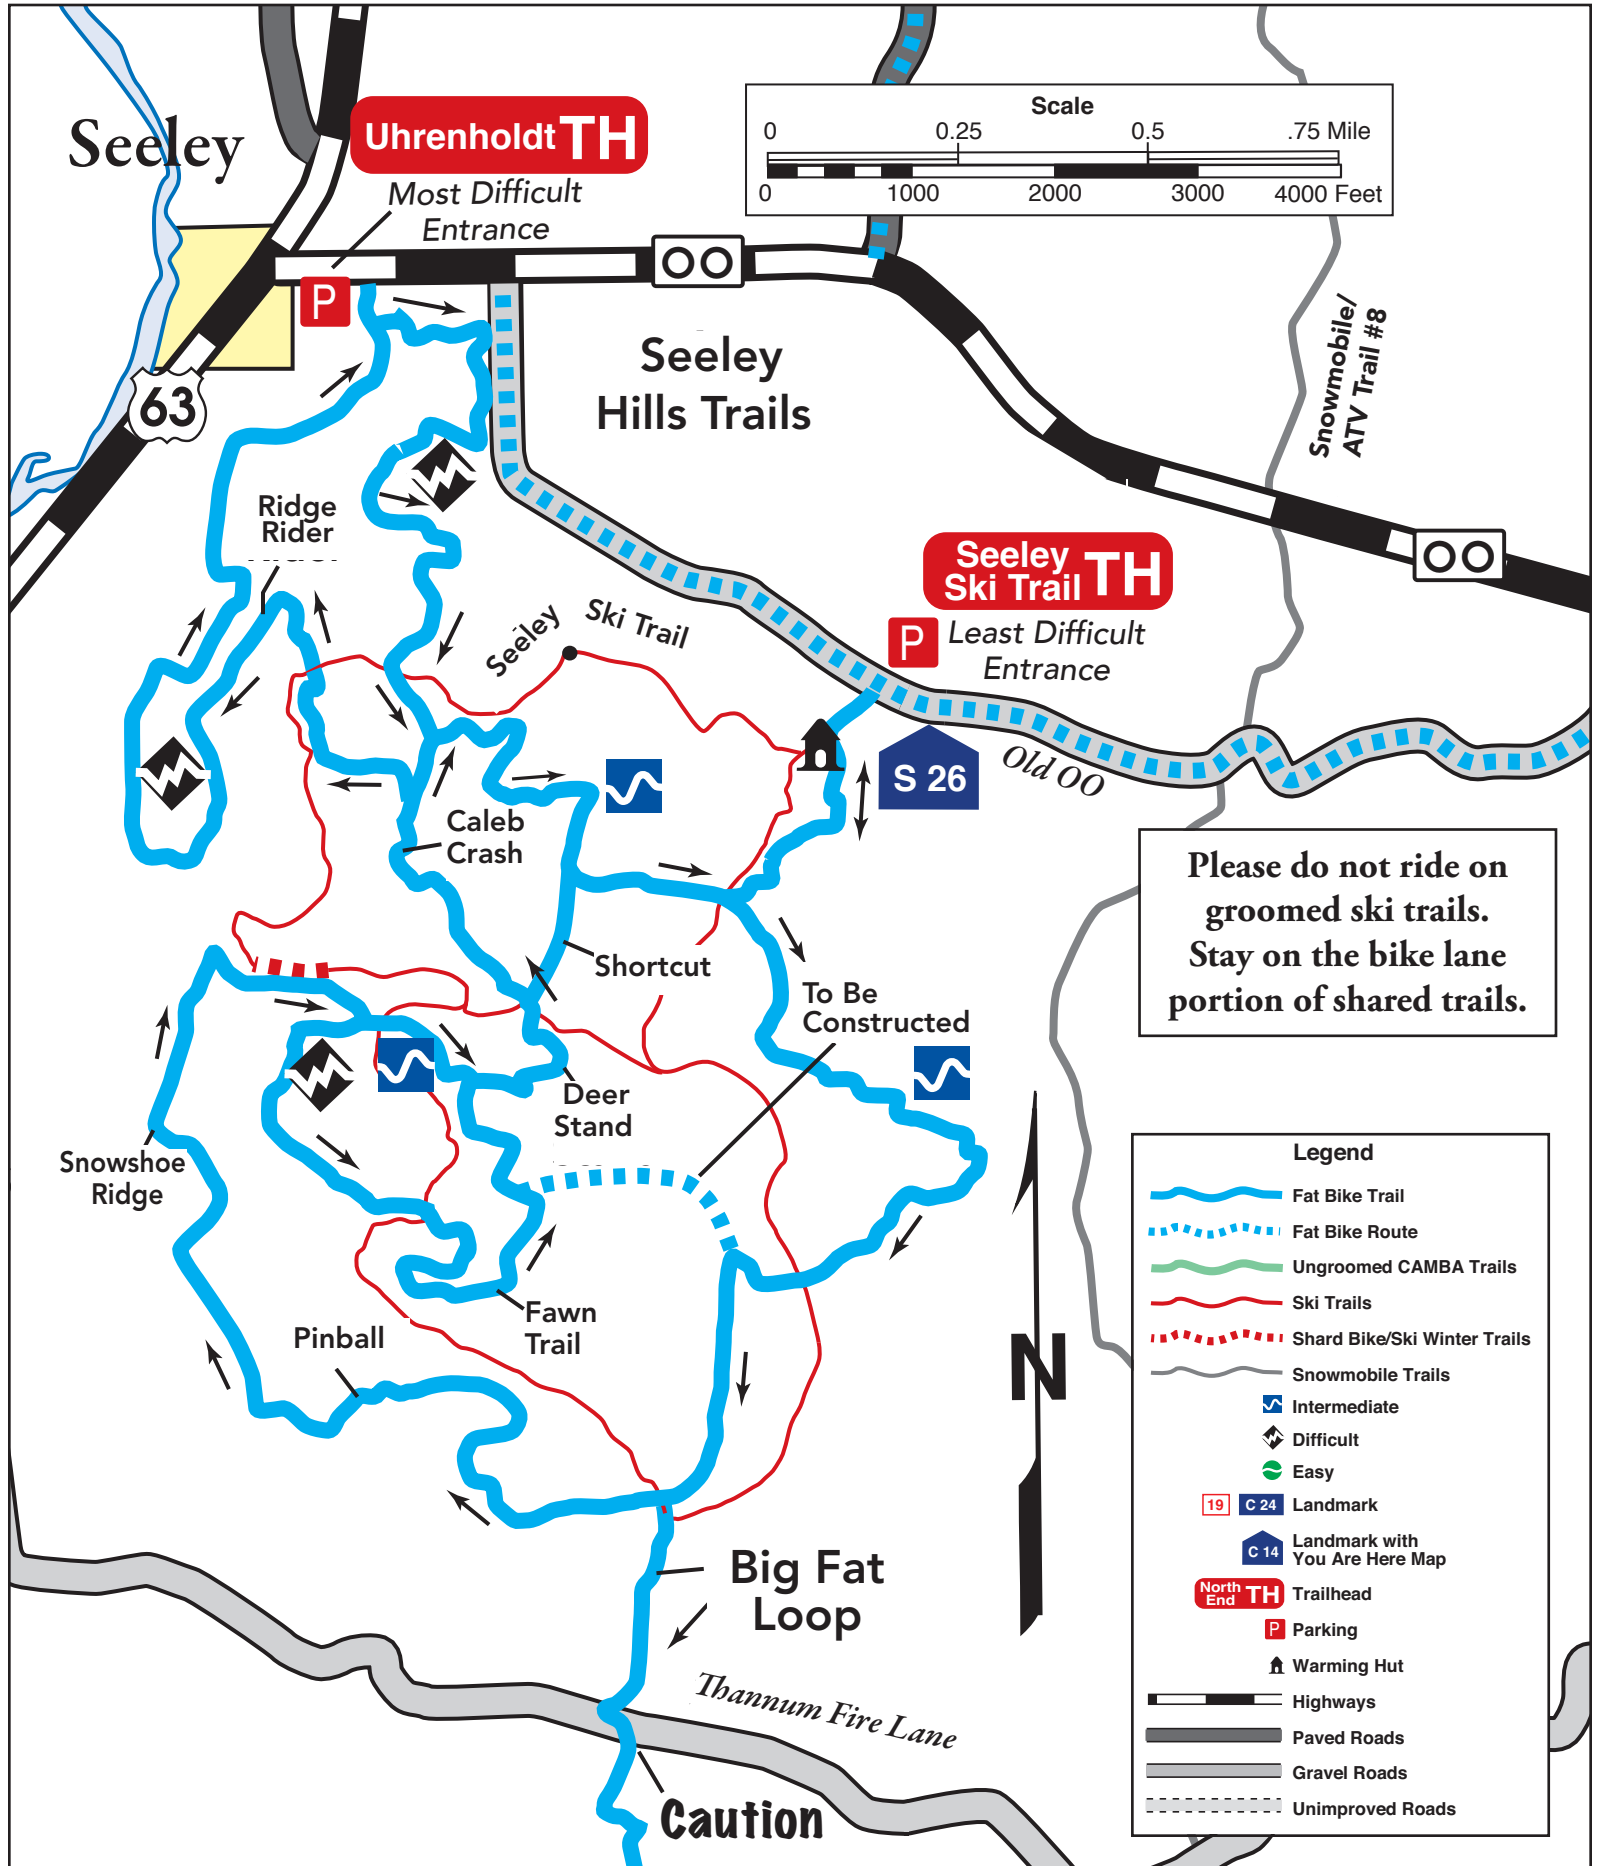 Seeley
Uhrenholdt TH
Most Difficult
Entrance
P
Scale
0 0.25 0.5 .75 Mile
0 1000 2000 3000 4000 Feet
63
Seeley
Hills Trails
Snowmobile/
ATV Trail #8
Ridge
Rider
Seeley Ski Trail
Seeley
Ski Trail TH
P
Least Difficult
Entrance
S 26
Old OO
Caleb
Crash
Please do not ride on
groomed ski trails.
Stay on the bike lane
portion of shared trails.
Shortcut
To Be
Constructed
Deer
Stand
Snowshoe
Ridge
Fawn
Trail
Pinball
N
Big Fat
Loop
Thannum Fire Lane
Caution
Legend
Fat Bike Trail
Fat Bike Route
Ungroomed CAMBA Trails
Ski Trails
Shard Bike/Ski Winter Trails
Snowmobile Trails
Intermediate
Difficult
Easy
19 C 24 Landmark
C 14 Landmark with
You Are Here Map
North
End TH Trailhead
P Parking
Warming Hut
Highways
Paved Roads
Gravel Roads
Unimproved Roads